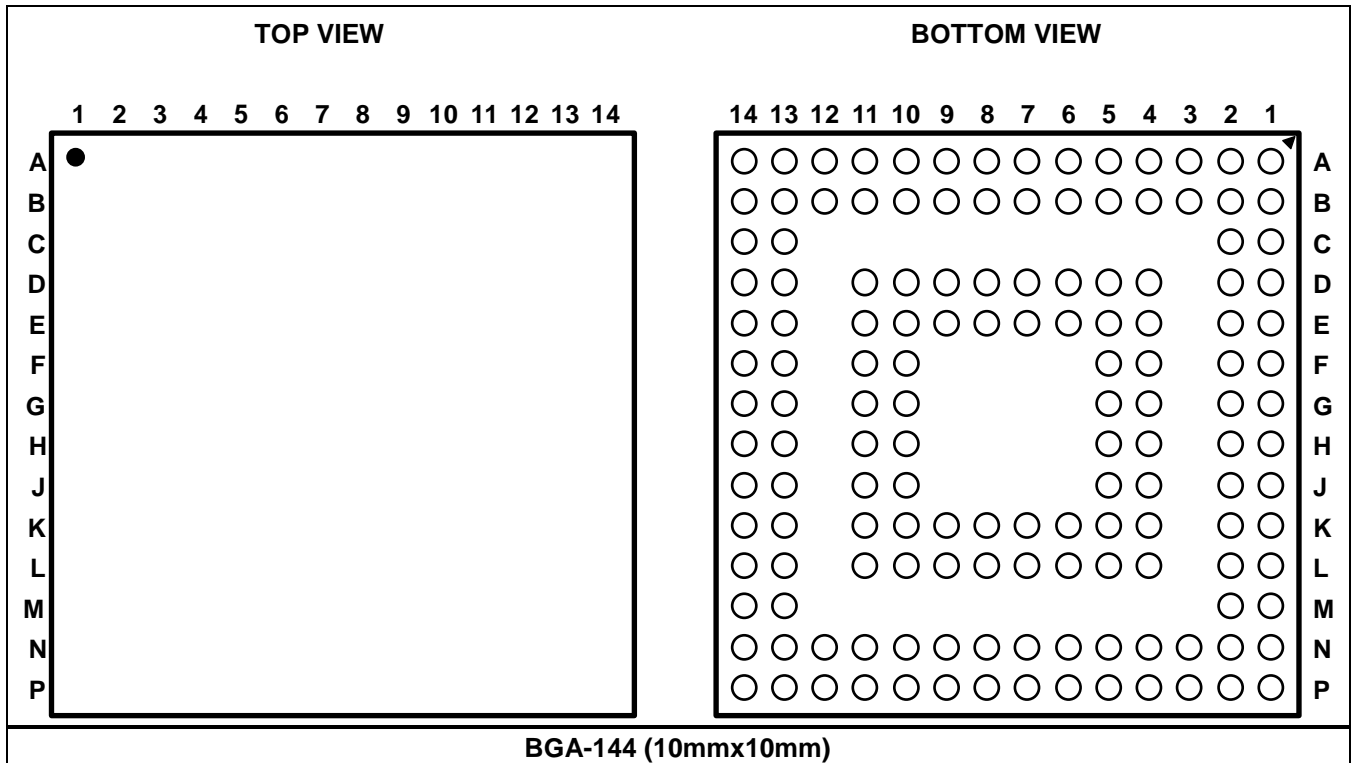 TOP VIEW BOTTOM VIEW
1 2 3 4 5 6 7 8 9 10 11 12 13 14 14 13 12 11 10 9 8 7 6 5 4 3 2 1
A A
B B
C C
D D
E E
F F
G G
H H
J J
K K
L L
M M
N N
P P
BGA-144 (10mmx10mm)